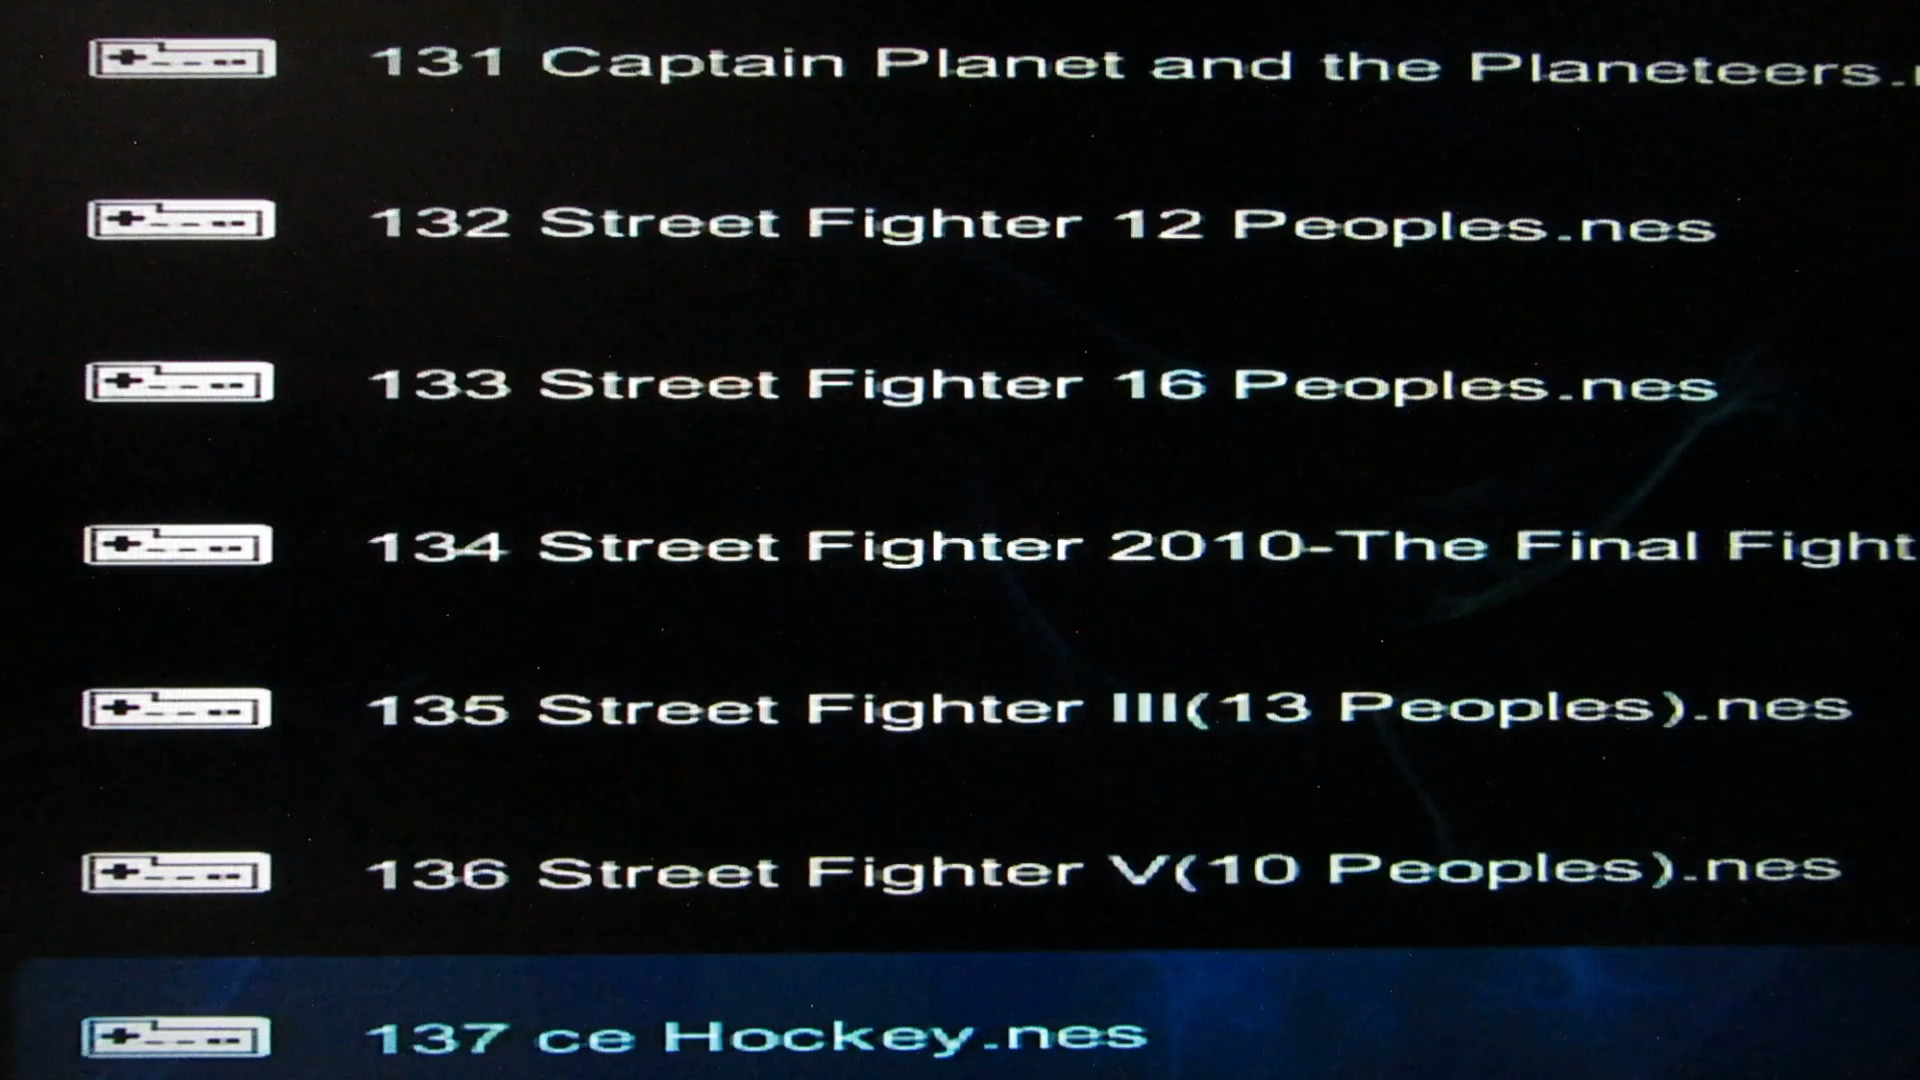 131 Captain Planet and the Planeteers.
132 Street Fighter 12 Peoples.nes
133 Street Fighter 16 Peoples.nes
134 Street Fighter 2010-The Final Fight
135 Street Fighter III(13 Peoples).nes
136 Street Fighter V(10 Peoples).nes
137 ce Hockey.nes